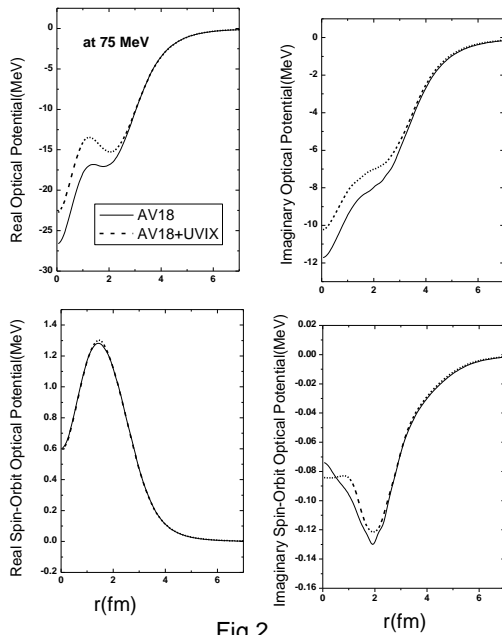 at 75 MeV
Real Optical Potential(MeV)
0
-5
-10
-15
-20
-25
-30
0 2 4 6
AV18
AV18+UVIX
Imaginary Optical Potential(MeV)
0
-2
-4
-6
-8
-10
-12
0 2 4 6
Real Spin-Orbit Optical Potential(MeV)
1.4
1.2
1.0
0.8
0.6
0.4
0.2
0.0
-0.2
0 2 4 6
r(fm)
Imaginary Spin-Orbit Optical Potential(MeV)
0.02
0.00
-0.02
-0.04
-0.06
-0.08
-0.10
-0.12
-0.14
-0.16
0 2 4 6
r(fm)
Fig 2